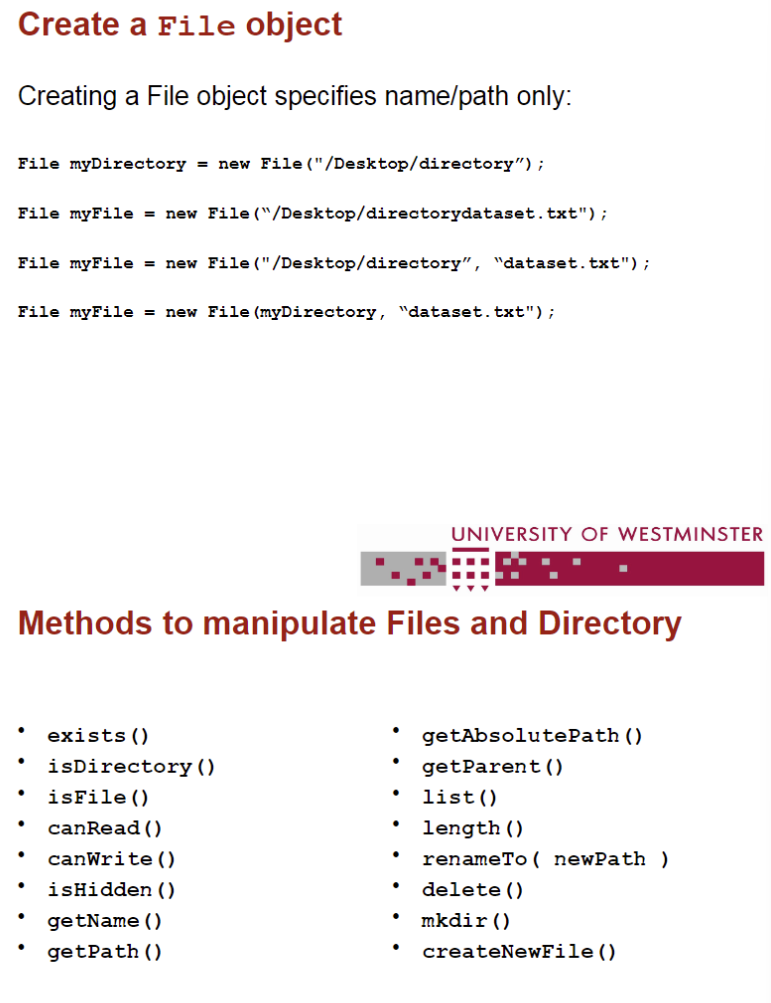 Create a File object
Creating a File object specifies name/path only:
File myDirectory = new File("/Desktop/directory”);
File myFile = new File(“/Desktop/directorydataset.txt");
File myFile = new File("/Desktop/directory”, “dataset.txt");
File myFile = new File(myDirectory, “dataset.txt");
UNIVERSITY OF WESTMINSTER
Methods to manipulate Files and Directory
• exists()
• isDirectory()
• isFile()
• canRead()
• canWrite()
• isHidden()
• getName()
• getPath()
• getAbsolutePath()
• getParent()
• list()
• length()
• renameTo( newPath )
• delete()
• mkdir()
• createNewFile()